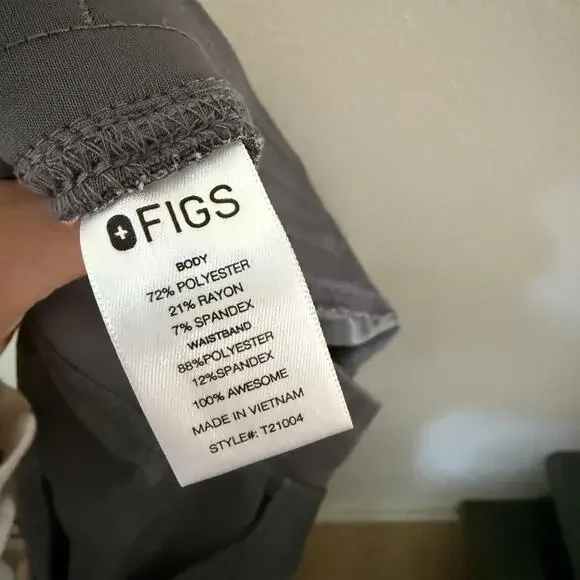 FIGS
BODY
72% POLYESTER
21% RAYON
7% SPANDEX
WAISTBAND
88%POLYESTER
12%SPANDEX
100% AWESOME
MADE IN VIETNAM
STYLE#: T21004